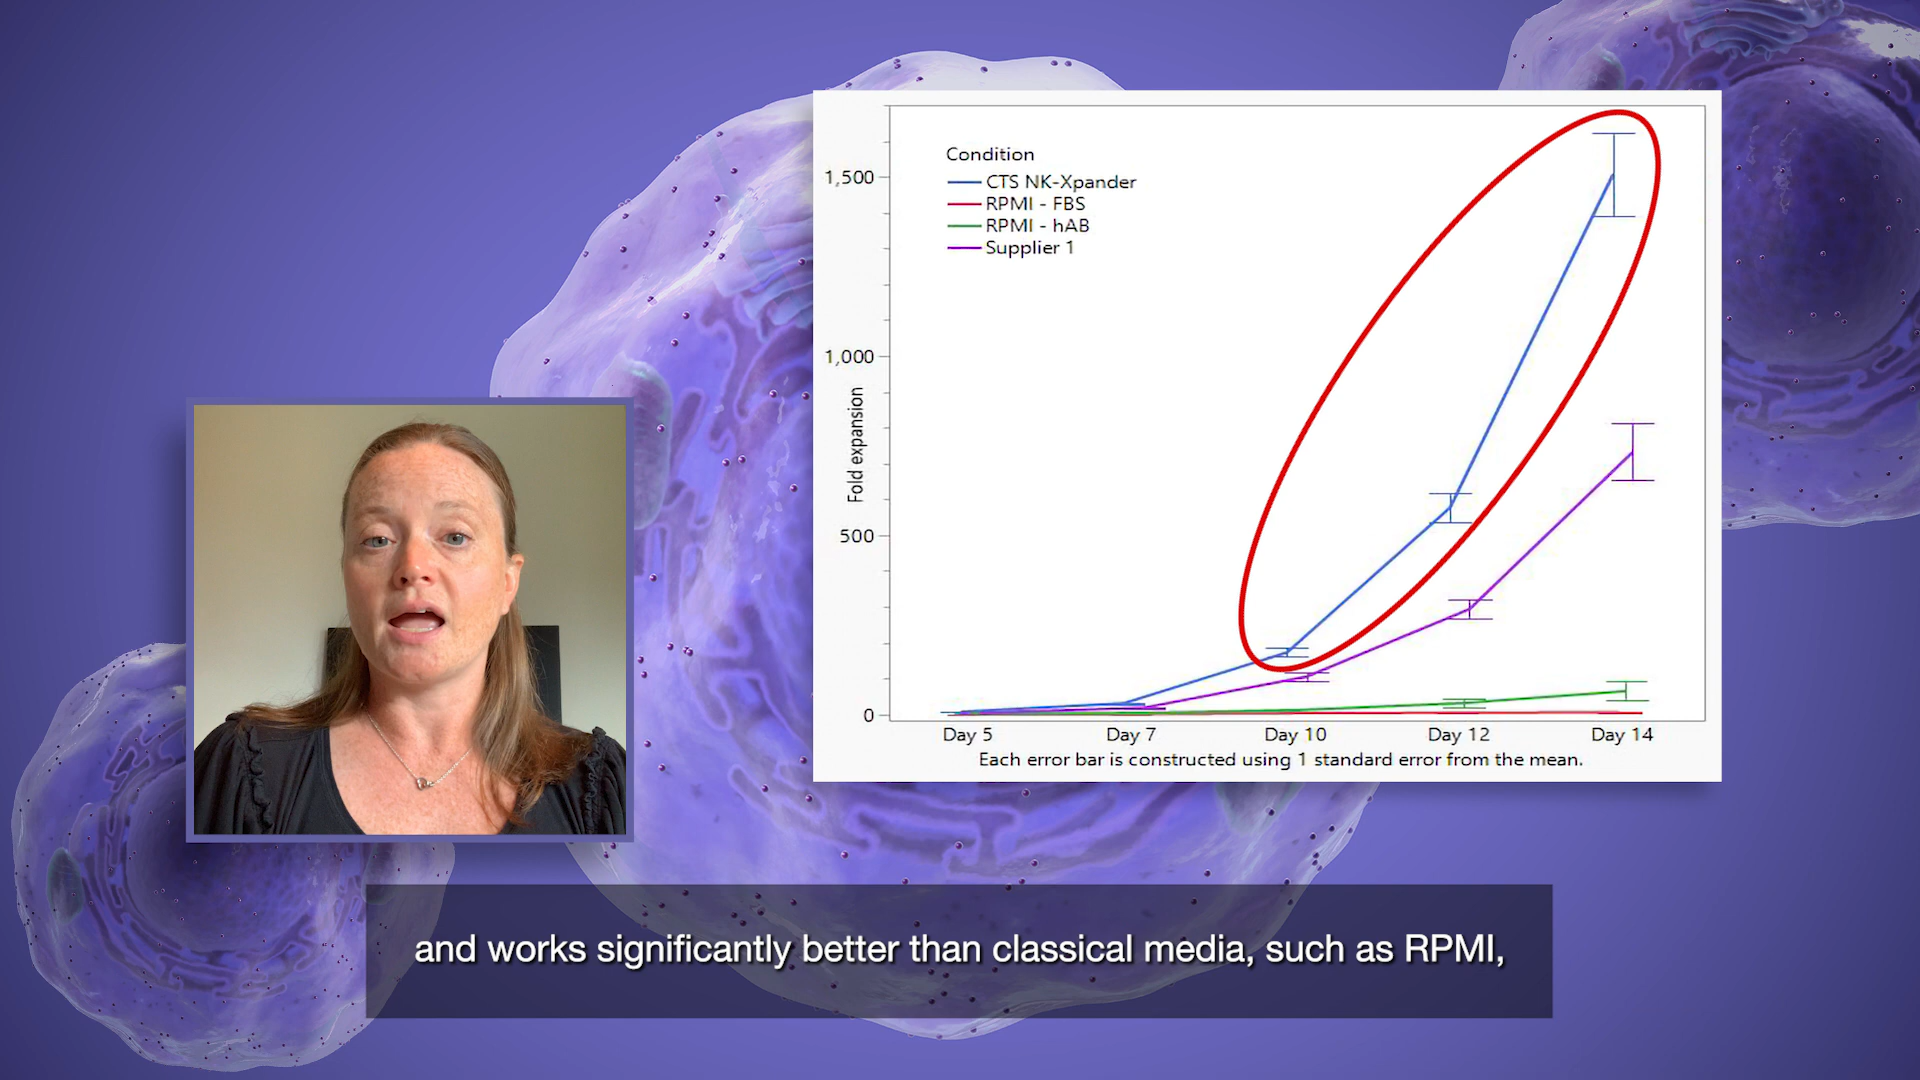 Condition
CTS NK-Xpander
RPMI - FBS
RPMI - hAB
Supplier 1
1,500
1,000
500
0
Fold expansion
Day 5 Day 7 Day 10 Day 12 Day 14
Each error bar is constructed using 1 standard error from the mean.
and works significantly better than classical media, such as RPMI,